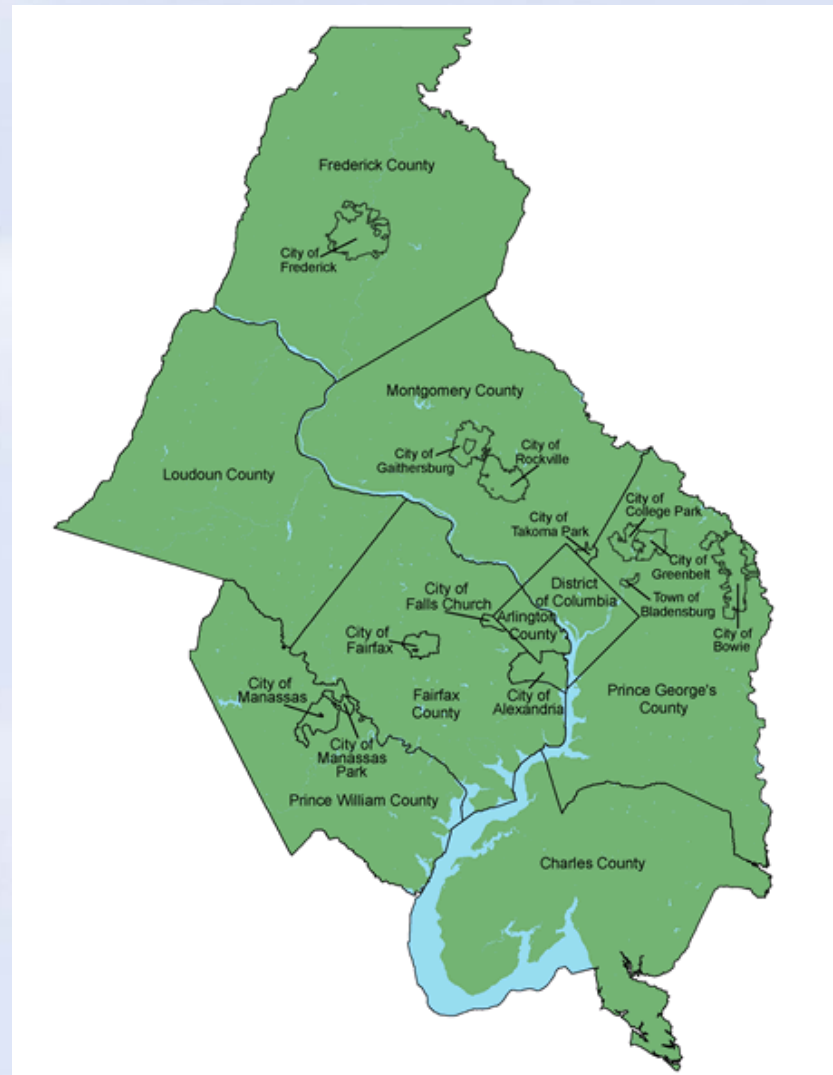 Frederick County
City of
Frederick
Montgomery County
City of
Gaithersburg
City of
Rockville
Loudoun County
City of
College Park
City of
Takoma Park
City of
Greenbelt
District
of Columbia
Town of
Bladensburg
City of
Falls Church
Arlington
County
City of
Bowie
City of
Fairfax
City of
Manassas
Fairfax
County
City of
Alexandria
Prince George's
County
City of
Manassas
Park
Prince William County
Charles County